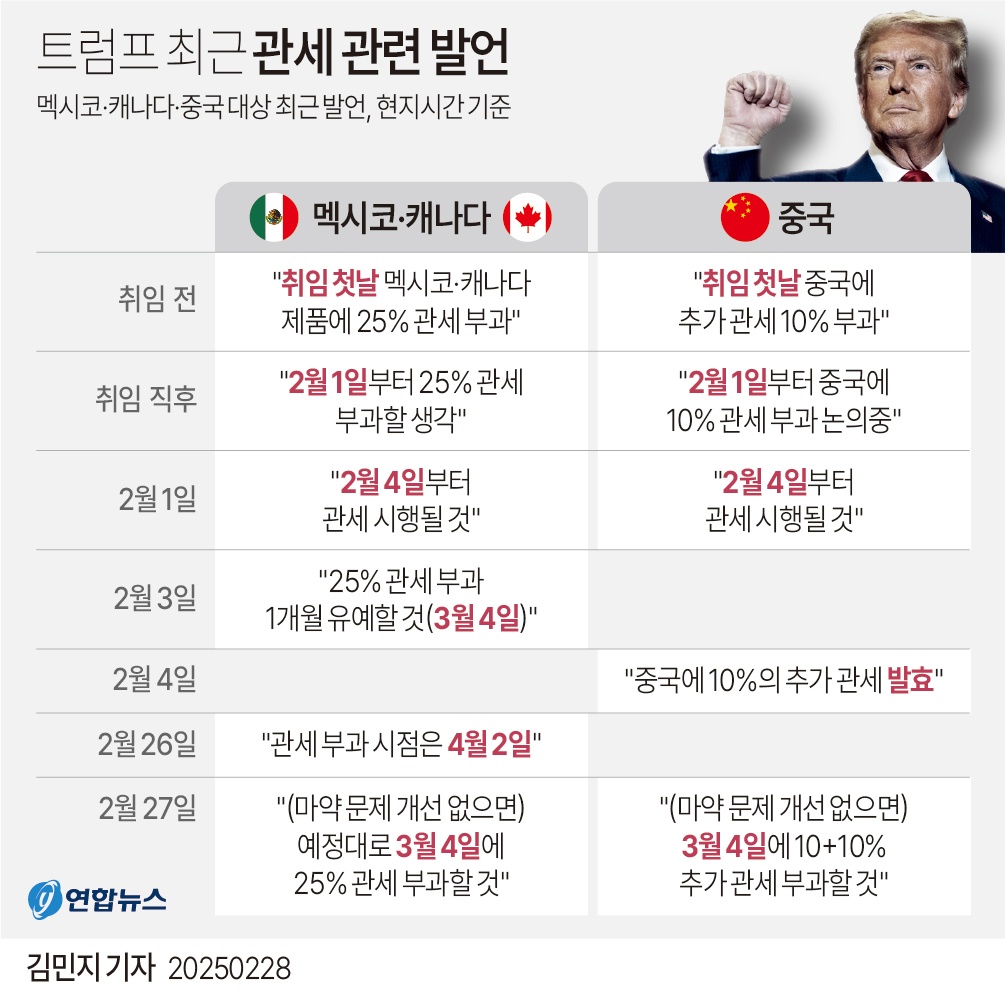 트럼프 최근 관세 관련 발언
멕시코·캐나다·중국 대상 최근 발언, 현지시간 기준
멕시코·캐나다
중국
취임 전
"취임 첫날 멕시코·캐나다
제품에 25% 관세 부과"
"취임 첫날 중국에
추가 관세 10% 부과"
취임 직후
"2월 1일부터 25% 관세
부과할 생각"
"2월 1일부터 중국에
10% 관세 부과 논의중"
2월 1일
"2월 4일부터
관세 시행될 것"
"2월 4일부터
관세 시행될 것"
2월 3일
"25% 관세 부과
1개월 유예할 것(3월 4일)"
2월 4일
"중국에 10%의 추가 관세 발효"
2월 26일
"관세 부과 시점은 4월 2일"
2월 27일
"(마약 문제 개선 없으면)
예정대로 3월 4일에
25% 관세 부과할 것"
"(마약 문제 개선 없으면)
3월 4일에 10+10%
추가 관세 부과할 것"
연합뉴스
김민지 기자 20250228